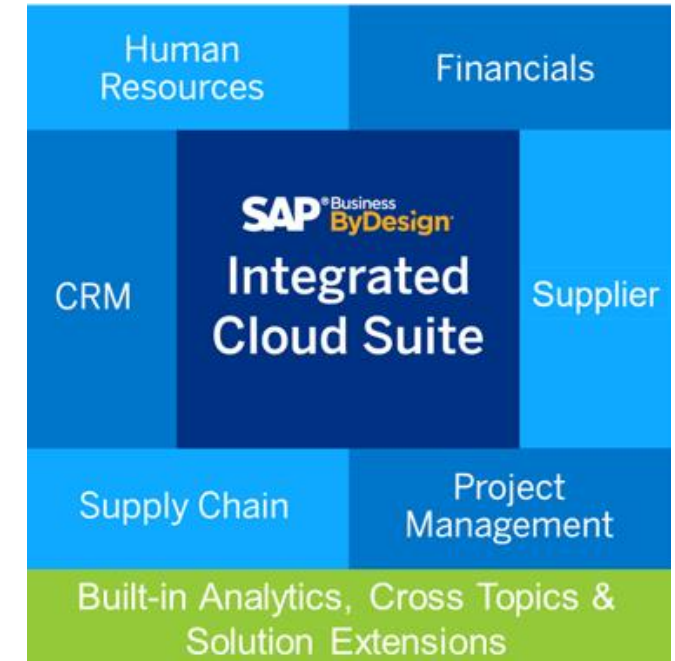 Human
Resources
Financials
CRM
SAP® Business
ByDesign
Integrated
Cloud Suite
Supplier
Supply Chain
Project
Management
Built-in Analytics, Cross Topics &
Solution Extensions